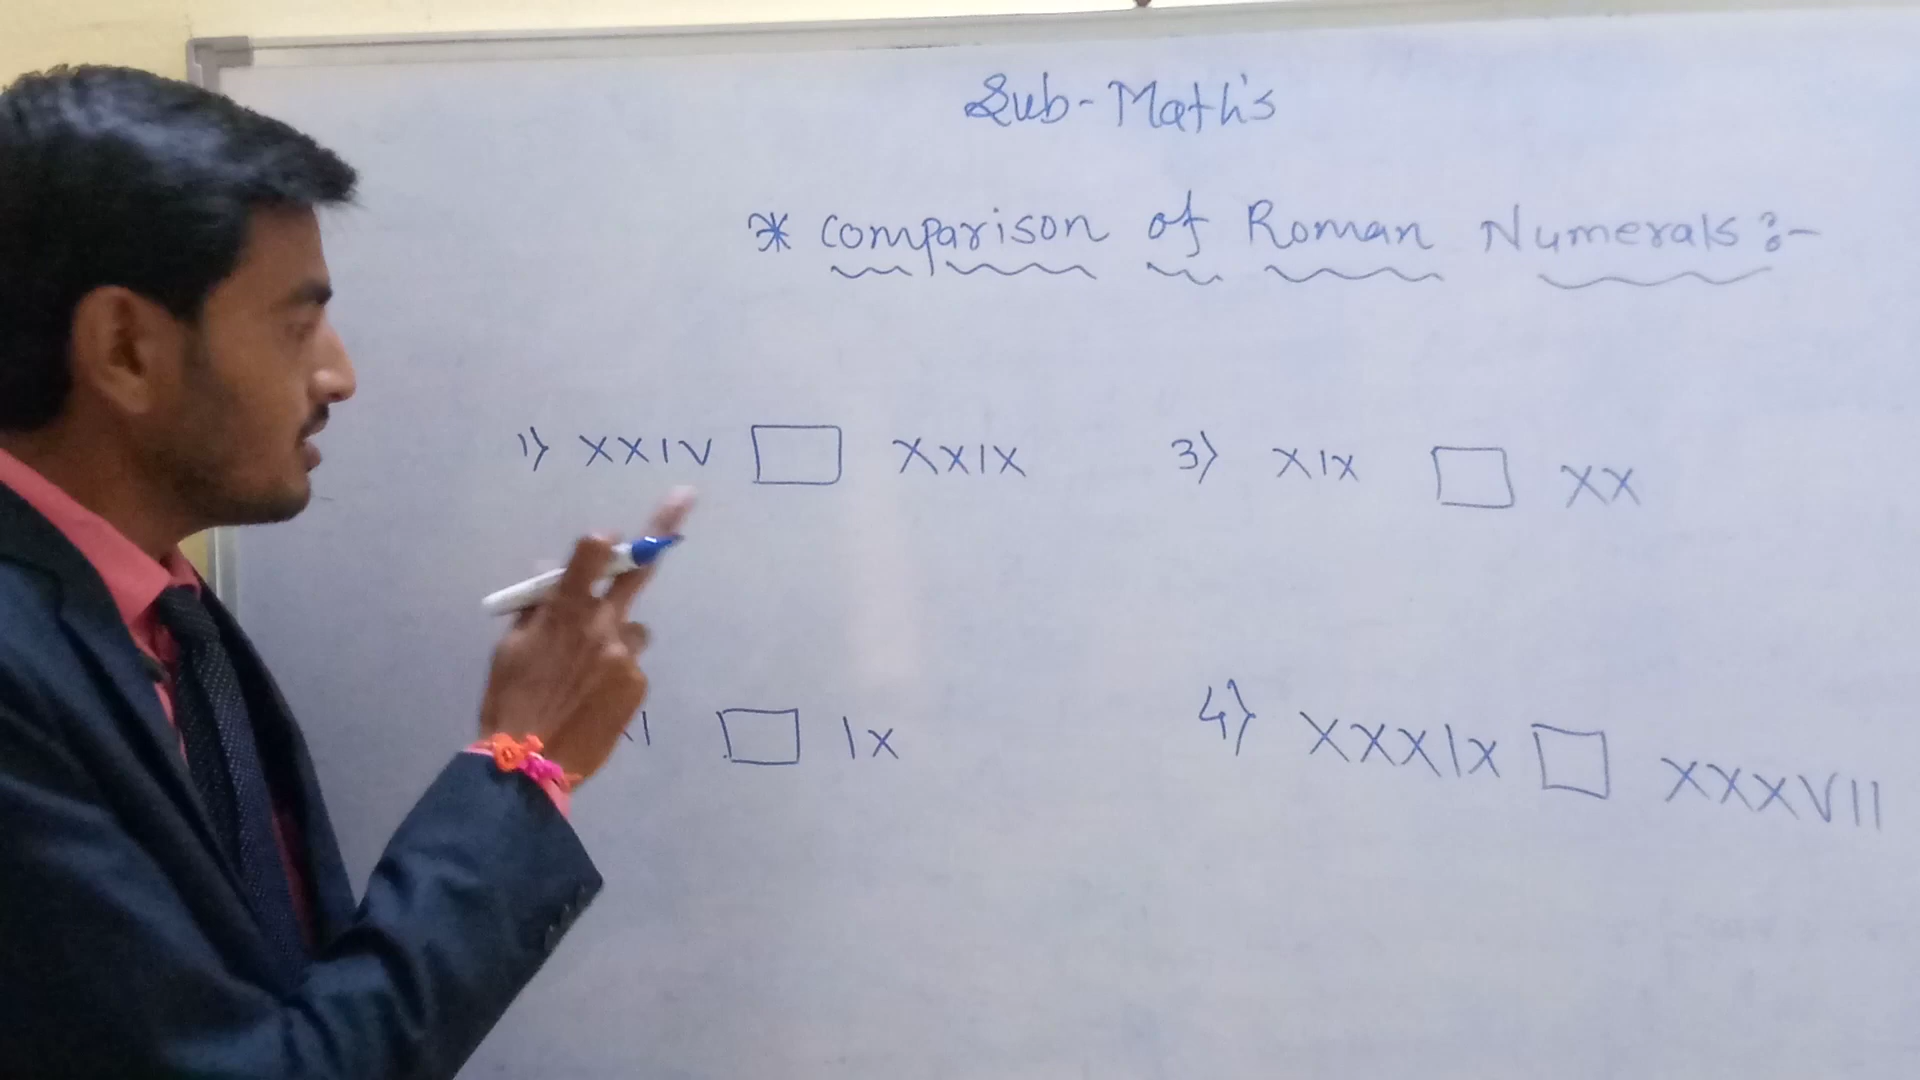 Sub-Math's
* Comparison of Roman Numerals:-
1) XXIV □ XXIX
3) XIX □ XX
□ IX
4) XXXIX □ XXXVII